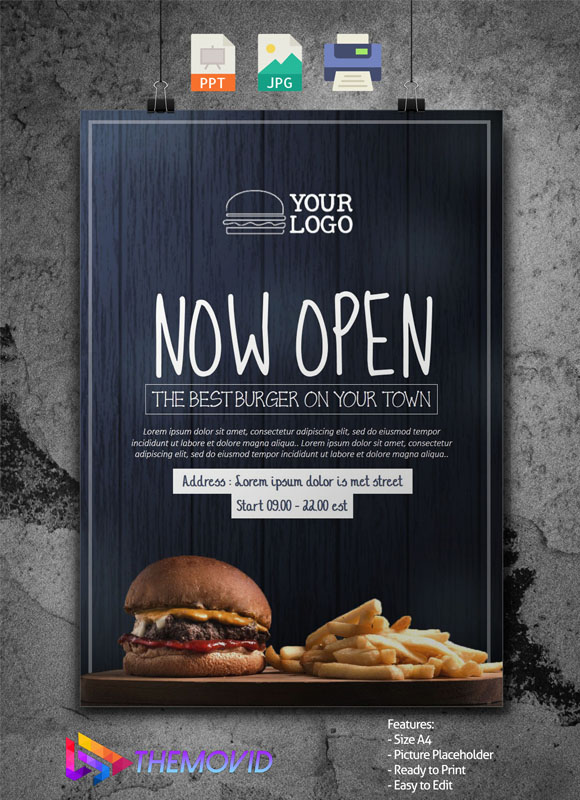 PPT
JPG
YOUR
LOGO
NOW OPEN
THE BEST BURGER ON YOUR TOWN
Lorem ipsum dolor sit amet, consectetur adipiscing elit, sed do eiusmod tempor
incididunt ut labore et dolore magna aliqua.. Lorem ipsum dolor sit amet,
consectetur adipiscing elit, sed do eiusmod tempor incididunt ut labore et dolore magna aliqua..
Address : Lorem ipsum dolor is met street
Start 09.00 - 22.00 est
THEMOVID
Features:
- Size A4
- Picture Placeholder
- Ready to Print
- Easy to Edit